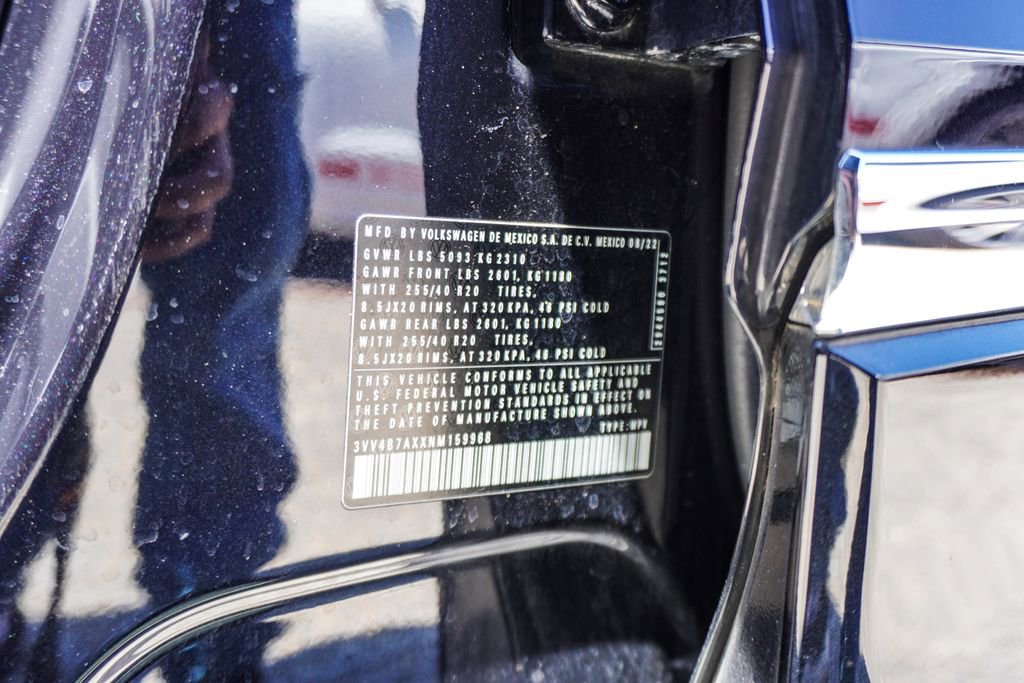 MFD BY VOLKSWAGEN DE MEXICO S.A. DE C.V. MEXICO 08/22
GVWR LBS 5093, KG 2310
GAWR FRONT LBS 2601, KG 1180
WITH 255/40 R20 TIRES,
8.5JX20 RIMS, AT 320 KPA, 46 PSI COLD
GAWR REAR LBS 2601, KG 1180
WITH 255/40 R20 TIRES,
8.5JX20 RIMS, AT 320 KPA, 46 PSI COLD
THIS VEHICLE CONFORMS TO ALL APPLICABLE
U.S. FEDERAL MOTOR VEHICLE SAFETY AND
THEFT PREVENTION STANDARDS IN EFFECT ON
THE DATE OF MANUFACTURE SHOWN ABOVE.
TYPE: MPV
3VV4B7AXXNM159968